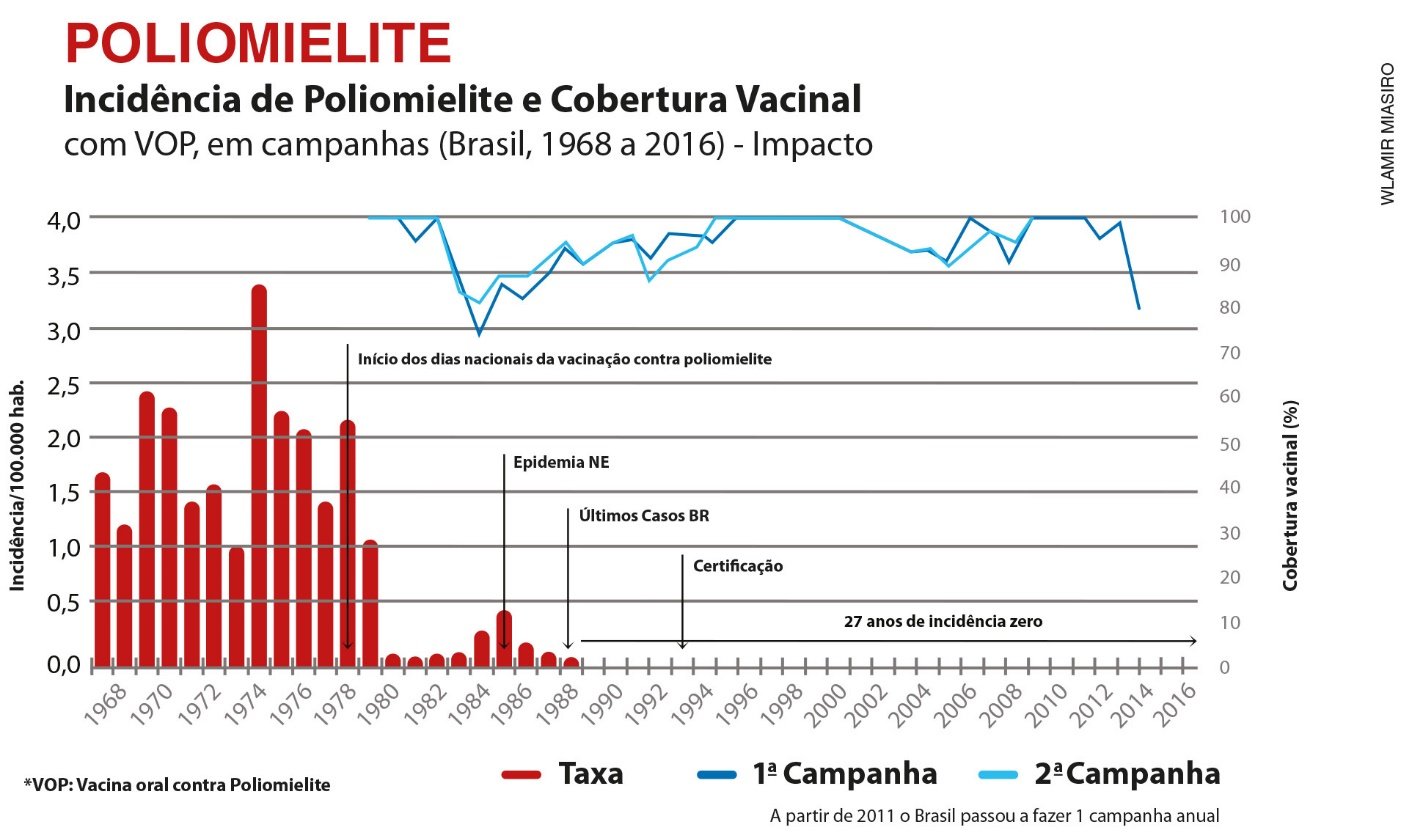 POLIOMIELITE
Incidência de Poliomielite e Cobertura Vacinal
com VOP, em campanhas (Brasil, 1968 a 2016) - Impacto
WLAMIR MIASIRO
Incidência/100.000 hab.
4,0
3,5
3,0
2,5
2,0
1,5
1,0
0,5
0,0
Início dos dias nacionais da vacinação contra poliomielite
Epidemia NE
Últimos Casos BR
Certificação
27 anos de incidência zero
100
90
80
70
60
50
40
30
20
10
0
Cobertura vacinal (%)
1968 1970 1972 1974 1976 1978 1980 1982 1984 1986 1988 1990 1992 1994 1996 1998 2000 2002 2004 2006 2008 2010 2012 2014 2016
*VOP: Vacina oral contra Poliomielite
Taxa 1ª Campanha 2ª Campanha
A partir de 2011 o Brasil passou a fazer 1 campanha anual